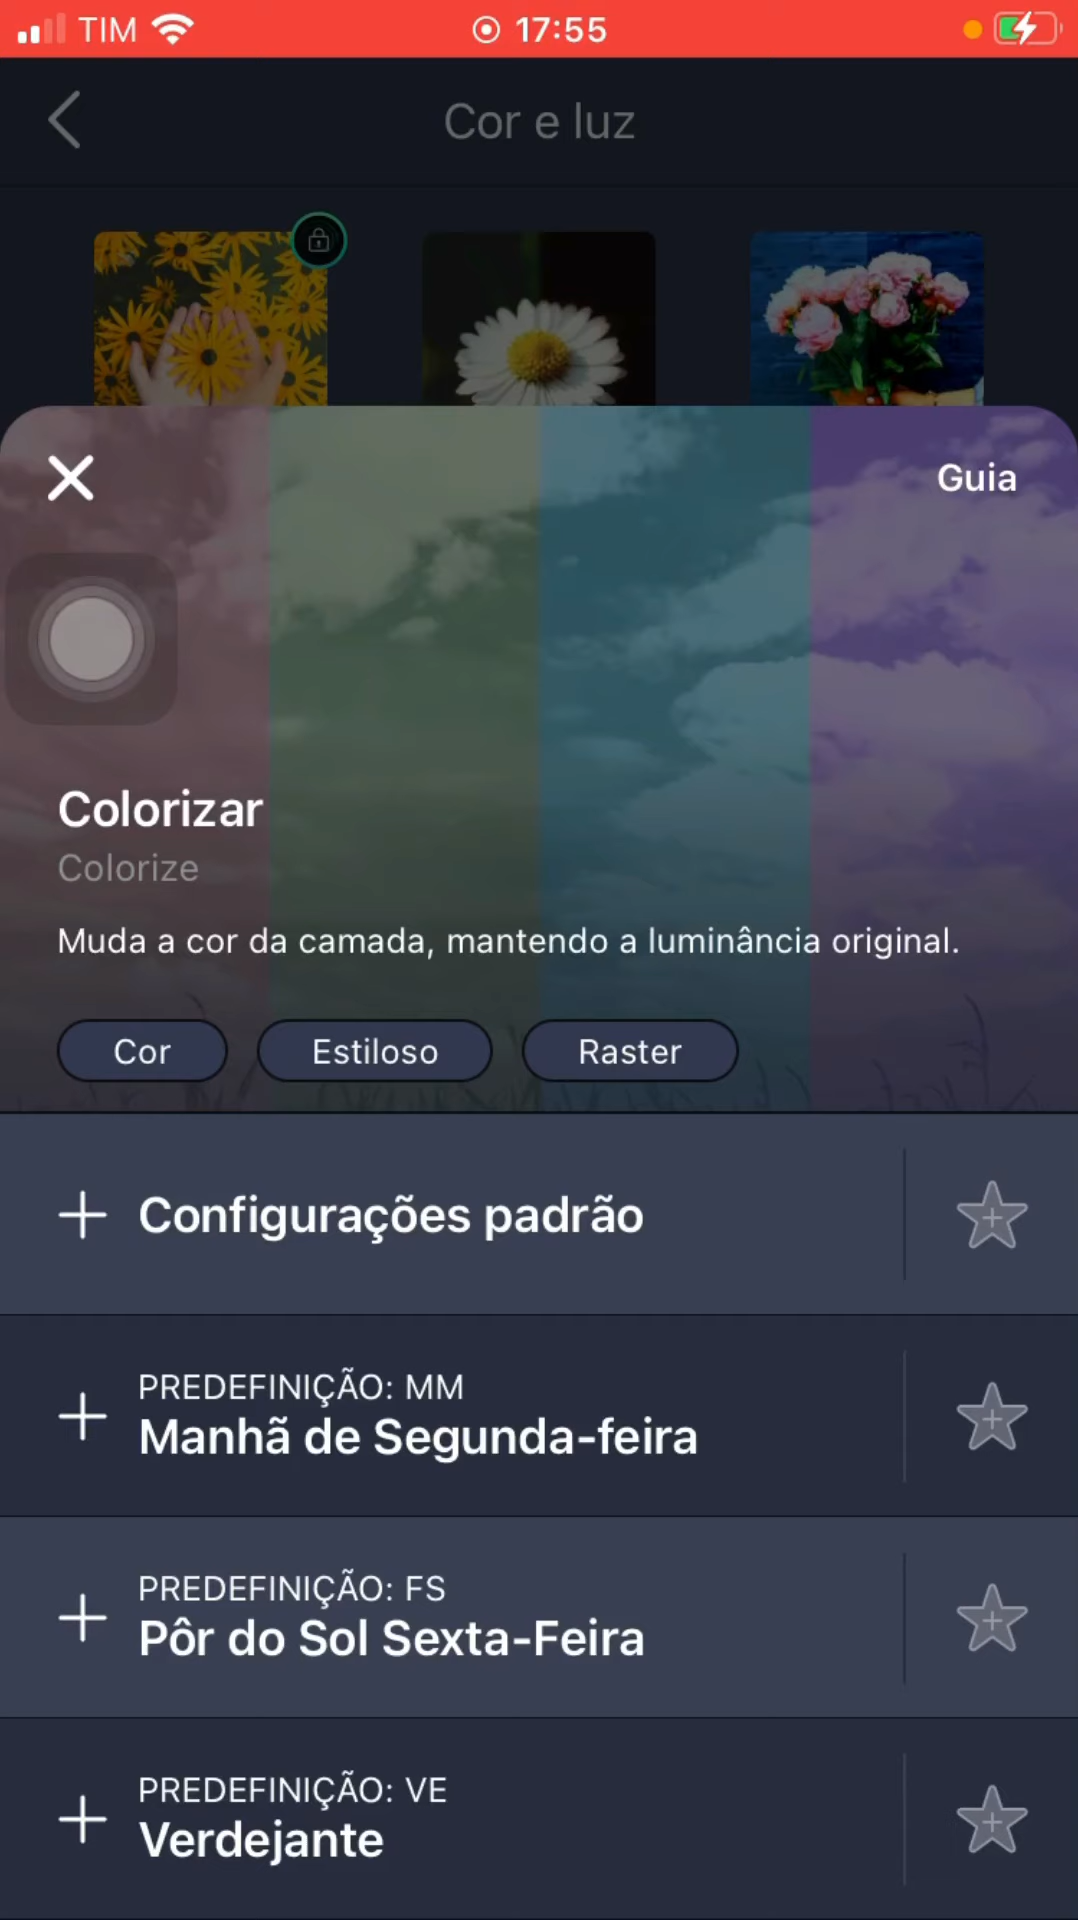 TIM 17:55
Cor e luz
Guia
Colorizar
Colorize
Muda a cor da camada, mantendo a luminância original.
Cor Estiloso Raster
Configurações padrão
PREDEFINIÇÃO: MM
Manhã de Segunda-feira
PREDEFINIÇÃO: FS
Pôr do Sol Sexta-Feira
PREDEFINIÇÃO: VE
Verdejante